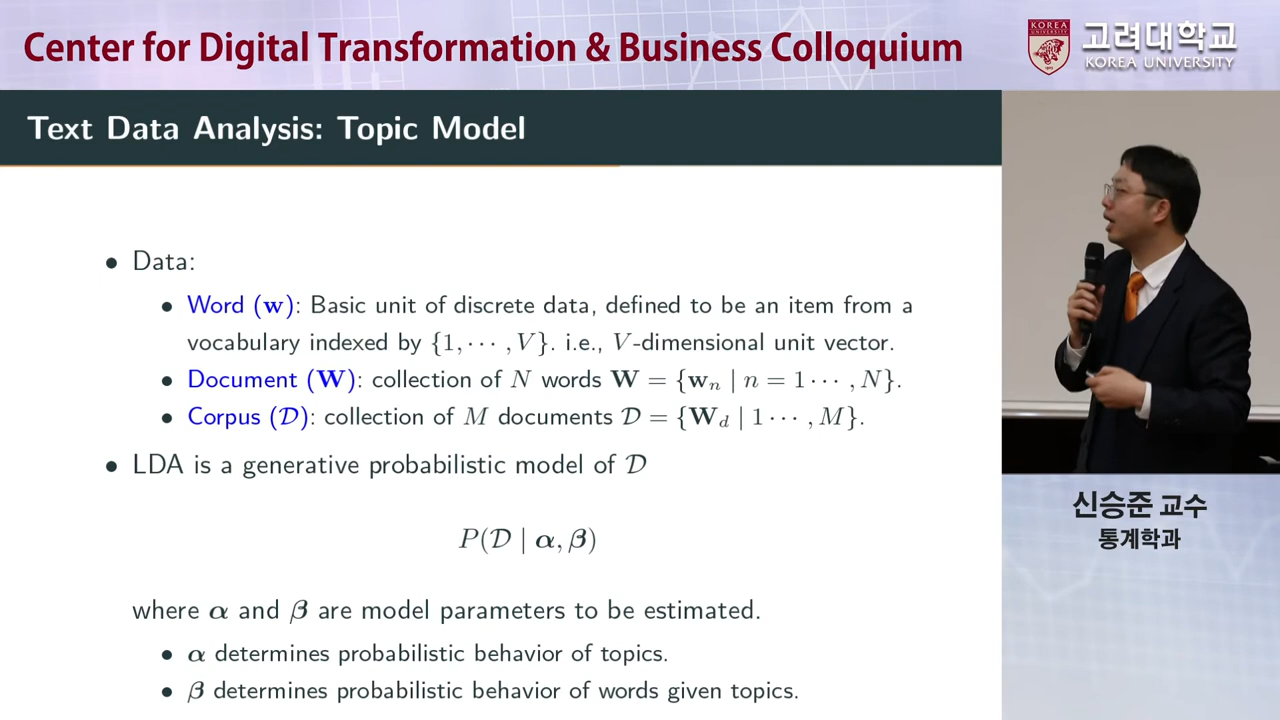 Center for Digital Transformation & Business Colloquium
KOREA
UNIVERSITY
고려대학교
KOREA UNIVERSITY
Text Data Analysis: Topic Model
• Data:
• Word (w): Basic unit of discrete data, defined to be an item from a
vocabulary indexed by {1, ⋯ , V}. i.e., V-dimensional unit vector.
• Document (W): collection of N words W = {wₙ | n = 1 ⋯ , N}.
• Corpus (𝒟): collection of M documents 𝒟 = {W_d | 1 ⋯ , M}.
• LDA is a generative probabilistic model of 𝒟
P(𝒟 | α, β)
where α and β are model parameters to be estimated.
• α determines probabilistic behavior of topics.
• β determines probabilistic behavior of words given topics.
신승준 교수
통계학과